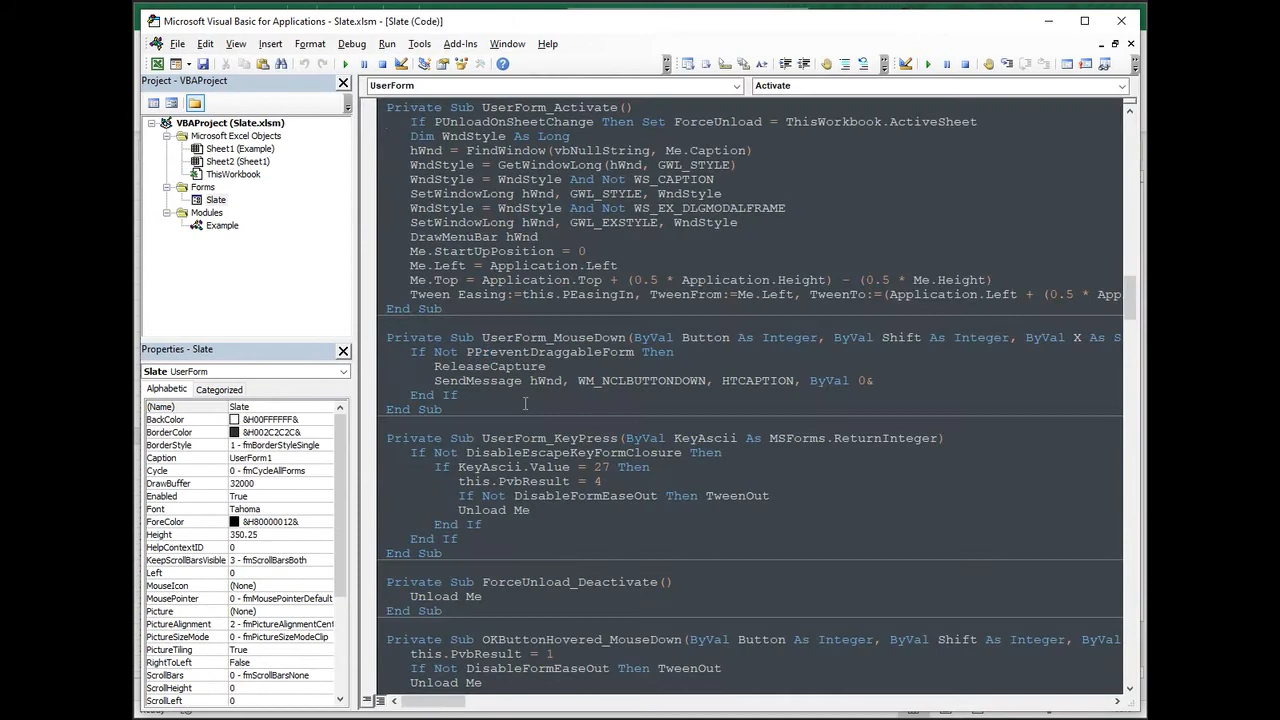 Microsoft Visual Basic for Applications - Slate.xlsm - [Slate (Code)]
File Edit View Insert Format Debug Run Tools Add-Ins Window Help
Project - VBAProject
VBAProject (Slate.xlsm)
Microsoft Excel Objects
Sheet1 (Example)
Sheet2 (Sheet1)
ThisWorkbook
Forms
Slate
Modules
Example
Properties - Slate
Slate UserForm
Alphabetic Categorized
(Name) Slate
BackColor &H00FFFFFF&
BorderColor &H002C2C2C&
BorderStyle 1 - fmBorderStyleSingle
Caption UserForm1
Cycle 0 - fmCycleAllForms
DrawBuffer 32000
Enabled True
Font Tahoma
ForeColor &H80000012&
Height 350.25
HelpContextID 0
KeepScrollBarsVisible 3 - fmScrollBarsBoth
Left 0
MouseIcon (None)
MousePointer 0 - fmMousePointerDefault
Picture (None)
PictureAlignment 2 - fmPictureAlignmentCent
PictureSizeMode 0 - fmPictureSizeModeClip
PictureTiling True
RightToLeft False
ScrollBars 0 - fmScrollBarsNone
ScrollHeight 0
ScrollLeft 0
UserForm Activate
Private Sub UserForm_Activate()
If PUnloadOnSheetChange Then Set ForceUnload = ThisWorkbook.ActiveSheet
Dim WndStyle As Long
hWnd = FindWindow(vbNullString, Me.Caption)
WndStyle = GetWindowLong(hWnd, GWL_STYLE)
WndStyle = WndStyle And Not WS_CAPTION
SetWindowLong hWnd, GWL_STYLE, WndStyle
WndStyle = WndStyle And Not WS_EX_DLGMODALFRAME
SetWindowLong hWnd, GWL_EXSTYLE, WndStyle
DrawMenuBar hWnd
Me.StartUpPosition = 0
Me.Left = Application.Left
Me.Top = Application.Top + (0.5 * Application.Height) - (0.5 * Me.Height)
Tween Easing:=this.PEasingIn, TweenFrom:=Me.Left, TweenTo:=(Application.Left + (0.5 * App
End Sub
Private Sub UserForm_MouseDown(ByVal Button As Integer, ByVal Shift As Integer, ByVal X As S
If Not PPreventDraggableForm Then
ReleaseCapture
SendMessage hWnd, WM_NCLBUTTONDOWN, HTCAPTION, ByVal 0&
End If
End Sub
Private Sub UserForm_KeyPress(ByVal KeyAscii As MSForms.ReturnInteger)
If Not DisableEscapeKeyFormClosure Then
If KeyAscii.Value = 27 Then
this.PvbResult = 4
If Not DisableFormEaseOut Then TweenOut
Unload Me
End If
End If
End Sub
Private Sub ForceUnload_Deactivate()
Unload Me
End Sub
Private Sub OKButtonHovered_MouseDown(ByVal Button As Integer, ByVal Shift As Integer, ByVal
this.PvbResult = 1
If Not DisableFormEaseOut Then TweenOut
Unload Me